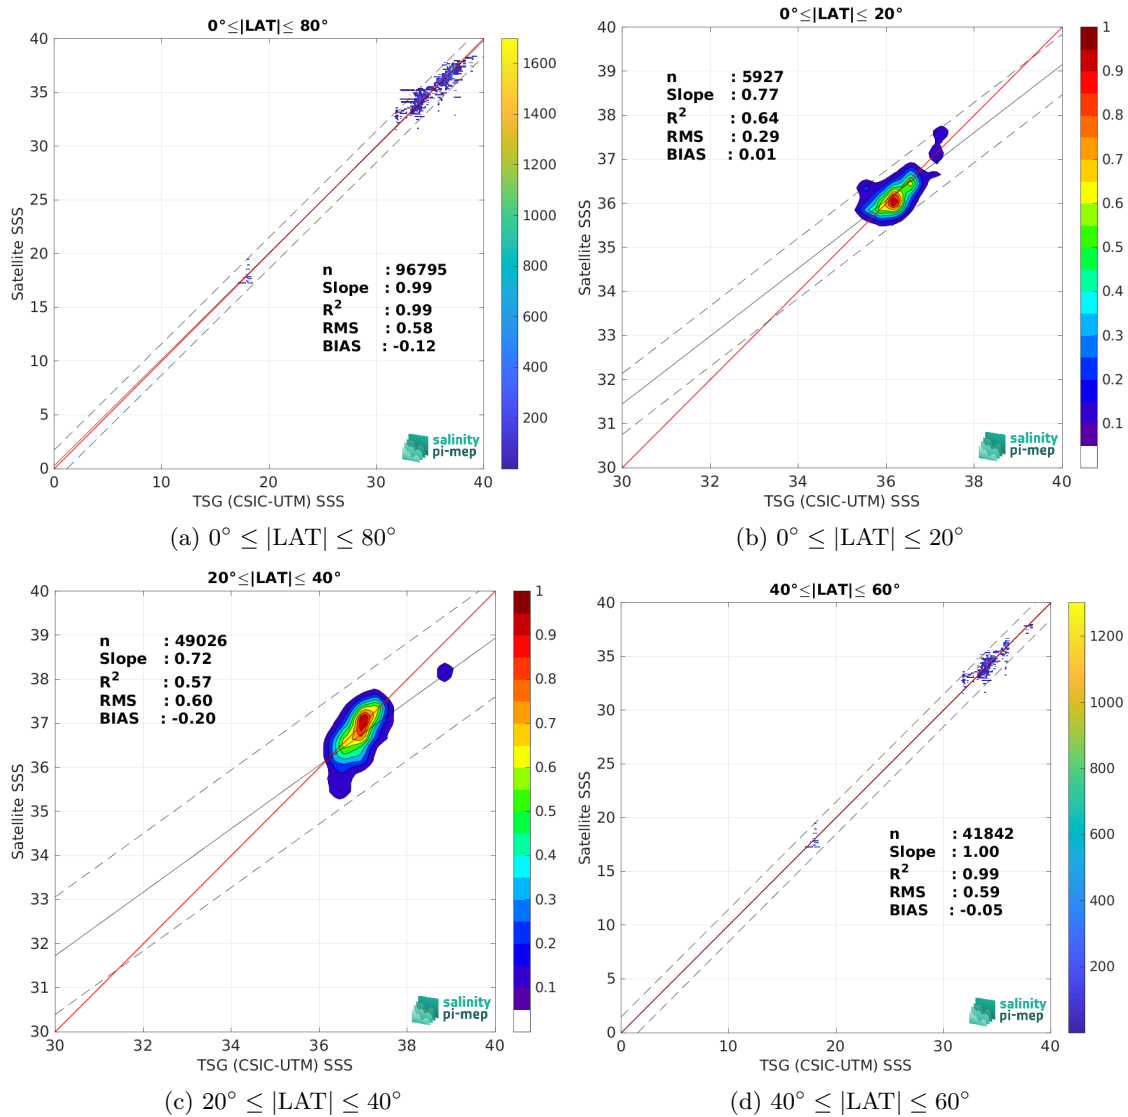 0°≤|LAT|≤ 80°
40
35
30
25
20
15
10
5
0
Satellite SSS
0
10
20
30
40
TSG (CSIC-UTM) SSS
n : 96795
Slope : 0.99
R2 : 0.99
RMS : 0.58
BIAS : -0.12
salinity
pi-mep
1600
1400
1200
1000
800
600
400
200
(a) 0° ≤ |LAT| ≤ 80°
0°≤|LAT|≤ 20°
40
39
38
37
36
35
34
33
32
31
30
Satellite SSS
30
32
34
36
38
40
TSG (CSIC-UTM) SSS
n : 5927
Slope : 0.77
R2 : 0.64
RMS : 0.29
BIAS : 0.01
salinity
pi-mep
1
0.9
0.8
0.7
0.6
0.5
0.4
0.3
0.2
0.1
(b) 0° ≤ |LAT| ≤ 20°
20°≤|LAT|≤ 40°
40
39
38
37
36
35
34
33
32
31
30
Satellite SSS
30
32
34
36
38
40
TSG (CSIC-UTM) SSS
n : 49026
Slope : 0.72
R2 : 0.57
RMS : 0.60
BIAS : -0.20
salinity
pi-mep
1
0.9
0.8
0.7
0.6
0.5
0.4
0.3
0.2
0.1
(c) 20° ≤ |LAT| ≤ 40°
40°≤|LAT|≤ 60°
40
35
30
25
20
15
10
5
0
Satellite SSS
0
10
20
30
40
TSG (CSIC-UTM) SSS
n : 41842
Slope : 1.00
R2 : 0.99
RMS : 0.59
BIAS : -0.05
salinity
pi-mep
1200
1000
800
600
400
200
(d) 40° ≤ |LAT| ≤ 60°